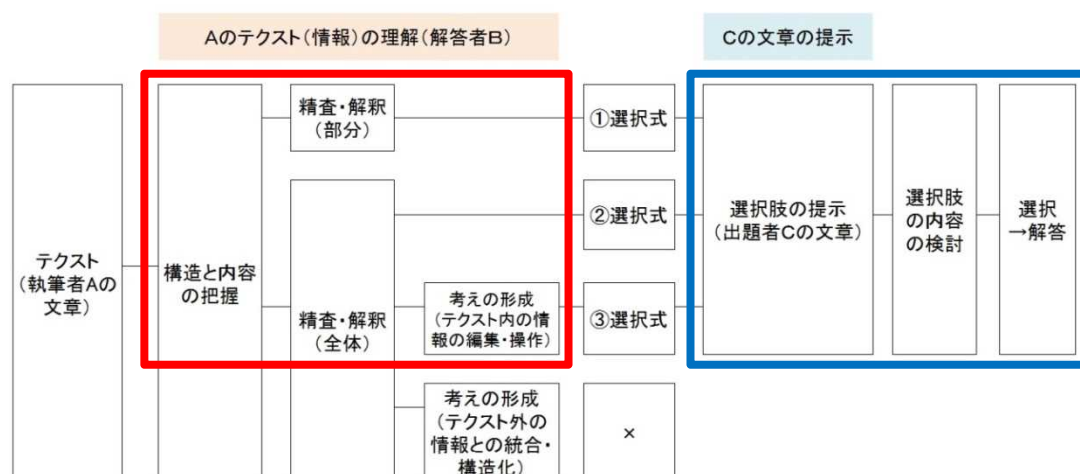 Aのテクスト(情報)の理解(解答者B)
Cの文章の提示
テクスト
(執筆者Aの
文章)
構造と内容
の把握
精査・解釈
(部分)
精査・解釈
(全体)
考えの形成
(テクスト内の情
報の編集・操作)
考えの形成
(テクスト外の
情報との統合・
構造化)
①選択式
②選択式
③選択式
×
選択肢の提示
(出題者Cの文章)
選択肢
の内容
の検討
選択
→解答